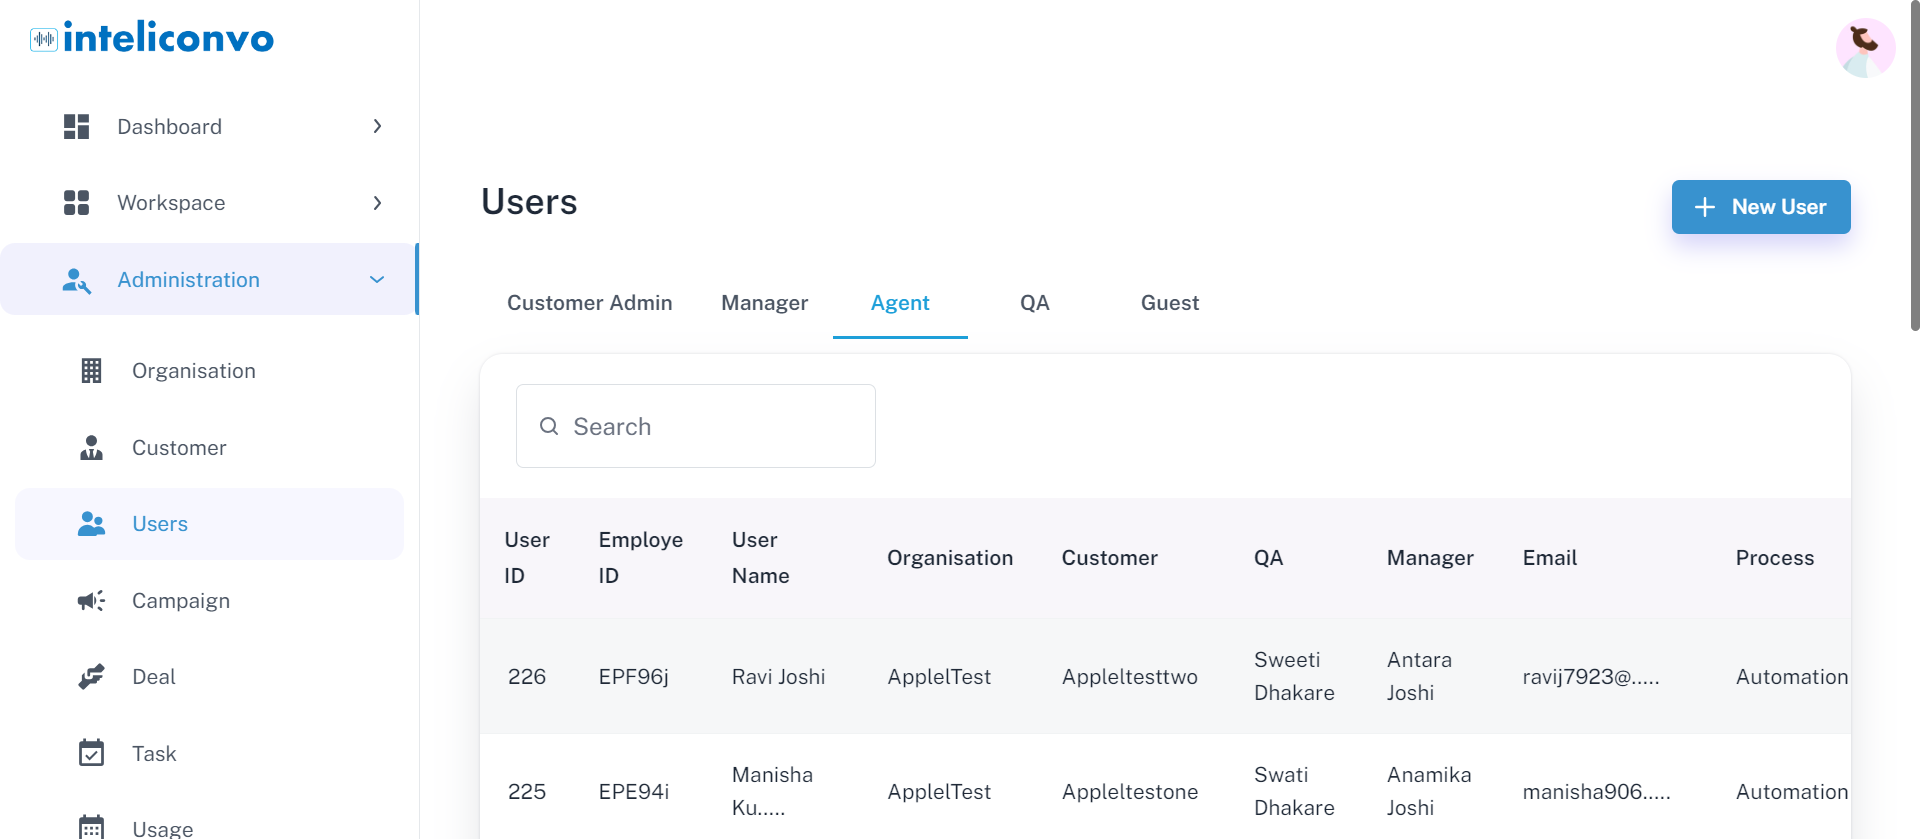 inteliconvo
Dashboard
Workspace
Administration
Organisation
Customer
Users
Campaign
Deal
Task
Usage
Users
New User
Customer Admin Manager Agent QA Guest
Search
User ID Employe ID User Name Organisation Customer QA Manager Email Process
226 EPF96j Ravi Joshi ApplelTest Appleltesttwo Sweeti Dhakare Antara Joshi ravij7923@..... Automation
225 EPE94i Manisha Ku..... ApplelTest Appleltestone Swati Dhakare Anamika Joshi manisha906..... Automation